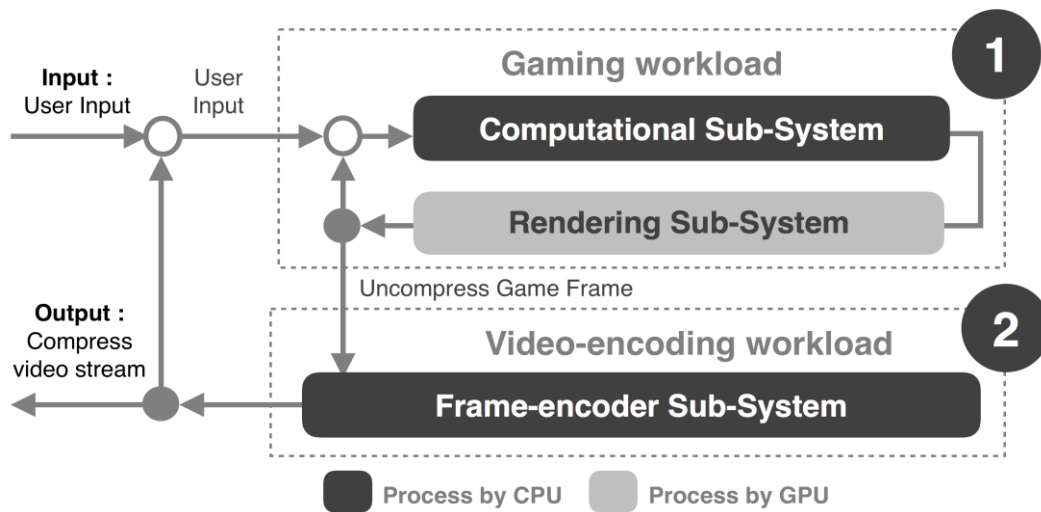 1
Gaming workload
Input :
User Input
User
Input
Computational Sub-System
Rendering Sub-System
Uncompress Game Frame
Output :
Compress
video stream
2
Video-encoding workload
Frame-encoder Sub-System
Process by CPU
Process by GPU